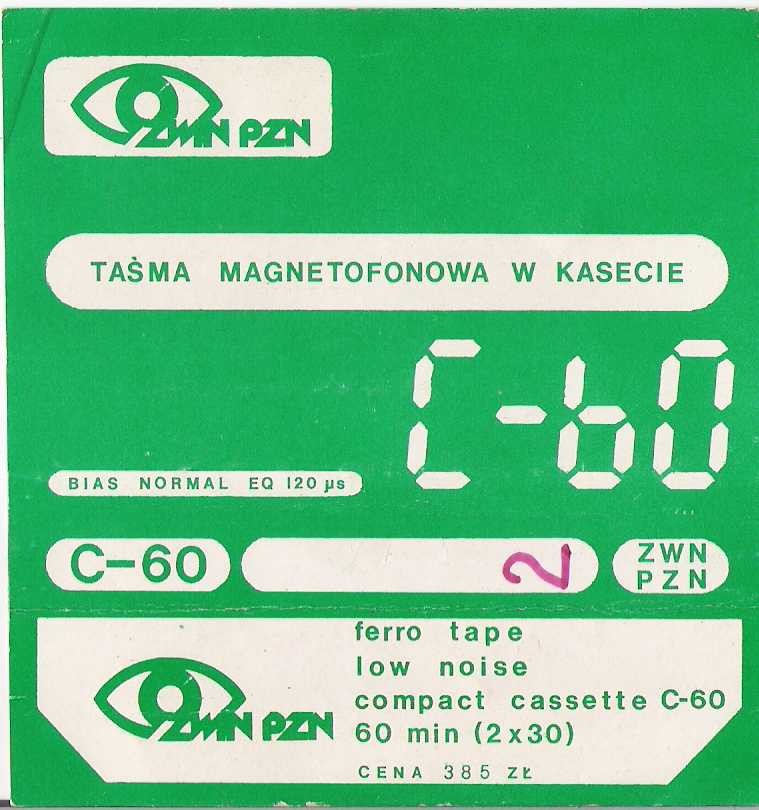 ZWN PZN
TAŚMA MAGNETOFONOWA W KASECIE
C-60
BIAS NORMAL EQ 120 µs
C-60
2
ZWN
PZN
ZWN PZN
ferro tape
low noise
compact cassette C-60
60 min (2x30)
CENA 385 ZŁ